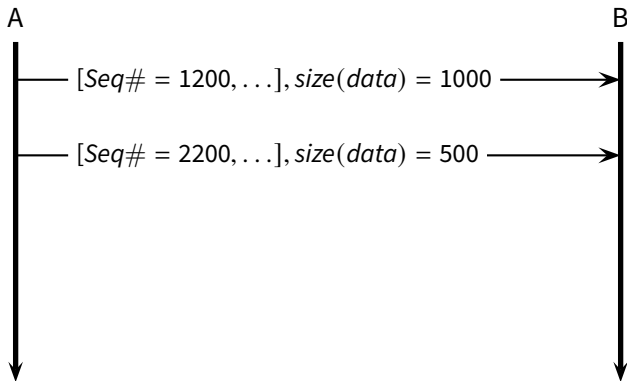 A B
[Seq# = 1200, …], size(data) = 1000
[Seq# = 2200, …], size(data) = 500